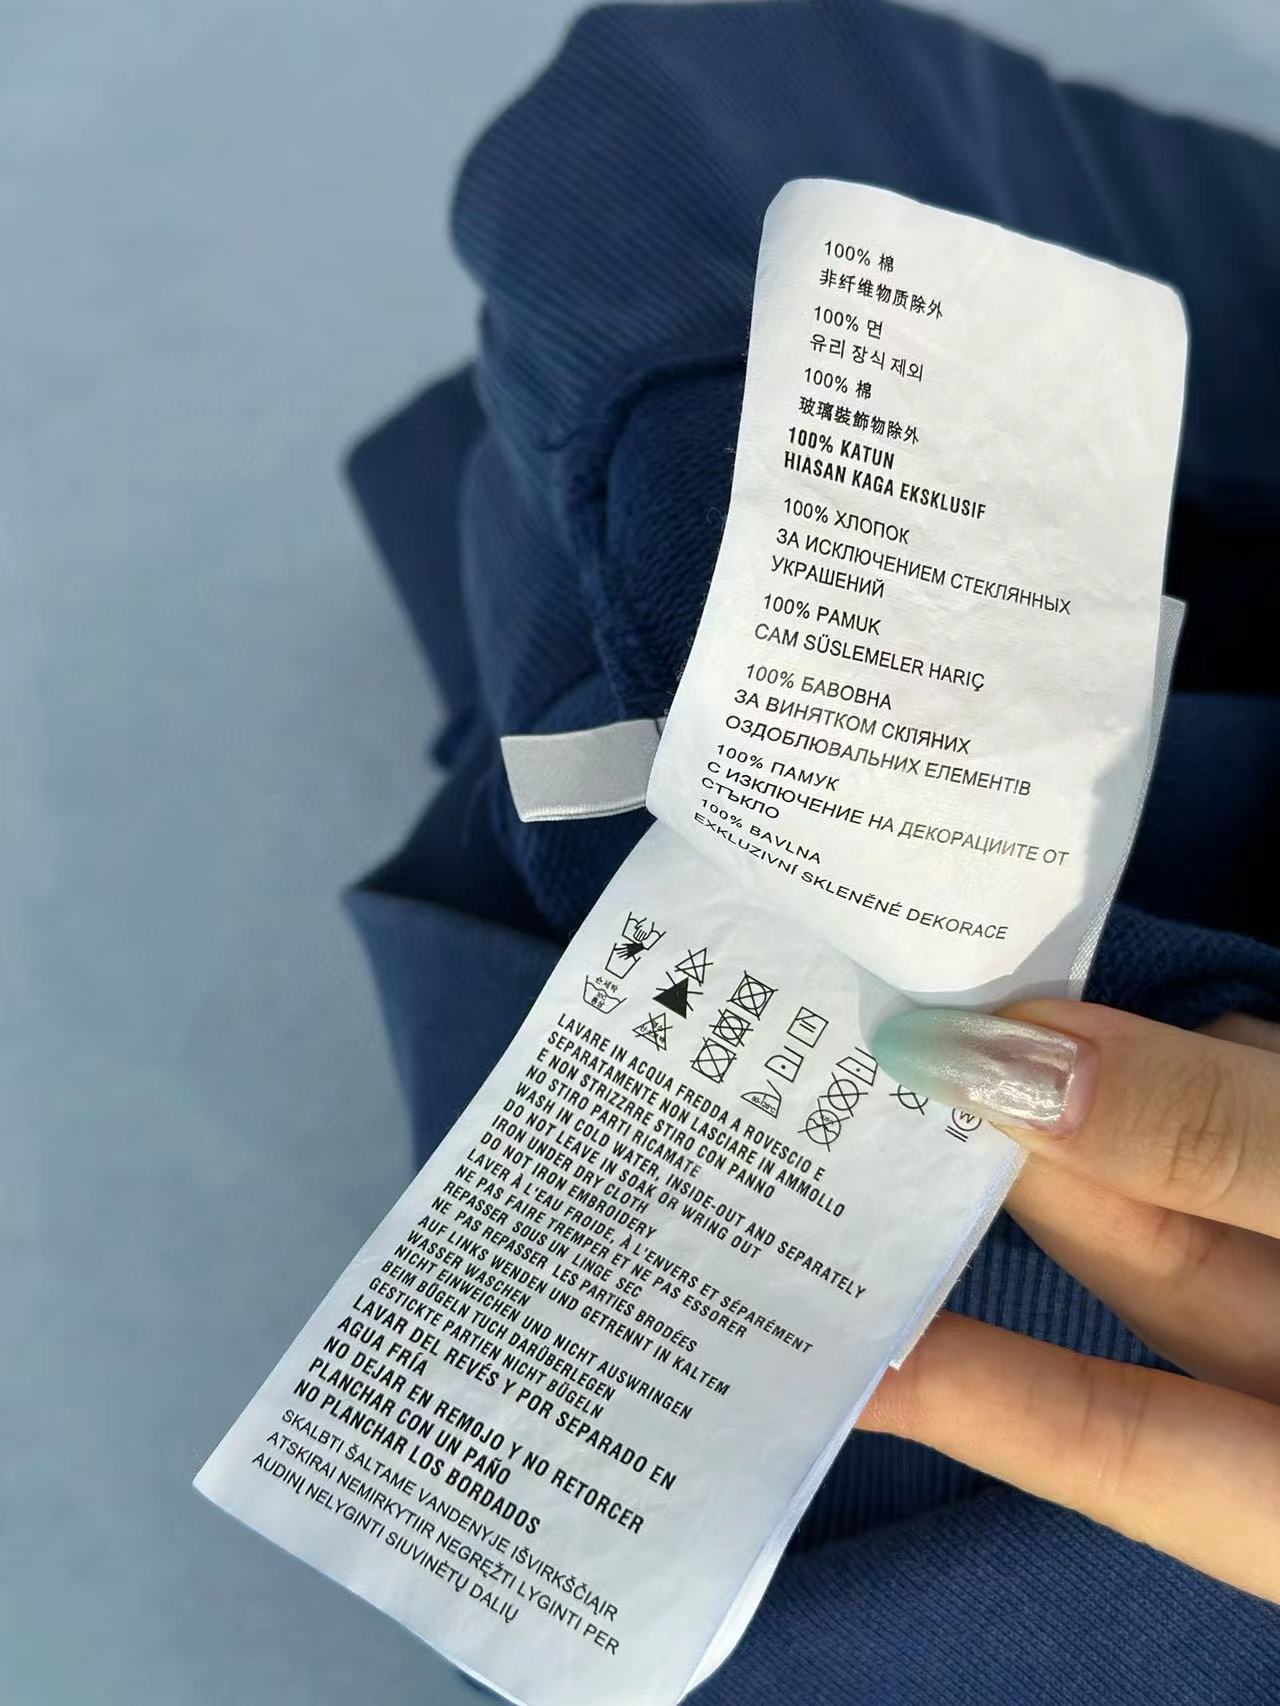 100% 棉
非纤维物质除外
100% 면
유리 장식 제외
100% 棉
玻璃裝飾物除外
100% KATUN
HIASAN KAGA EKSKLUSIF
100% ХЛОПОК
ЗА ИСКЛЮЧЕНИЕМ СТЕКЛЯННЫХ
УКРАШЕНИЙ
100% PAMUK
CAM SÜSLEMELER HARIÇ
100% БАВОВНА
ЗА ВИНЯТКОМ СКЛЯНИХ
ОЗДОБЛЮВАЛЬНИХ ЕЛЕМЕНТ!В
100% ПАМУК
С ИЗКЛЮЧЕНИЕ НА ДЕКОРАЦИИТЕ ОТ
СТЪКЛО
100% BAVLNA
EXKLUZIVNÍ SKLENĚNÉ DEKORACE
손세탁
중성
W
LAVARE IN ACQUA FREDDA A ROVESCIO E
SEPARATAMENTE NON LASCIARE IN AMMOLLO
E NON STRIZZRRE STIRO CON PANNO
NO STIRO PARTI RICAMATE
WASH IN COLD WATER, INSIDE-OUT AND SEPARATELY
DO NOT LEAVE IN SOAK OR WRING OUT
IRON UNDER DRY CLOTH
DO NOT IRON EMBROIDERY
LAVER À L'EAU FROIDE, À L'ENVERS ET SÉPARÉMENT
NE PAS FAIRE TREMPER ET NE PAS ESSORER
REPASSER SOUS UN LINGE SEC
NE PAS REPASSER LES PARTIES BRODÉES
AUF LINKS WENDEN UND GETRENNT IN KALTEM
WASSER WASCHEN
NICHT EINWEICHEN UND NICHT AUSWRINGEN
BEIM BÜGELN TUCH DARÜBERLEGEN
GESTICKTE PARTIEN NICHT BÜGELN
LAVAR DEL REVÉS Y POR SEPARADO EN
AGUA FRÍA
NO DEJAR EN REMOJO Y NO RETORCER
PLANCHAR CON UN PAÑO
NO PLANCHAR LOS BORDADOS
SKALBTI ŠALTAME VANDENYJE IŠVIRKŠČIĄIR
ATSKIRAI NEMIRKYTIIR NEGRĘŽTI LYGINTI PER
AUDINĮ NELYGINTI SIUVINĖTŲ DALIŲ